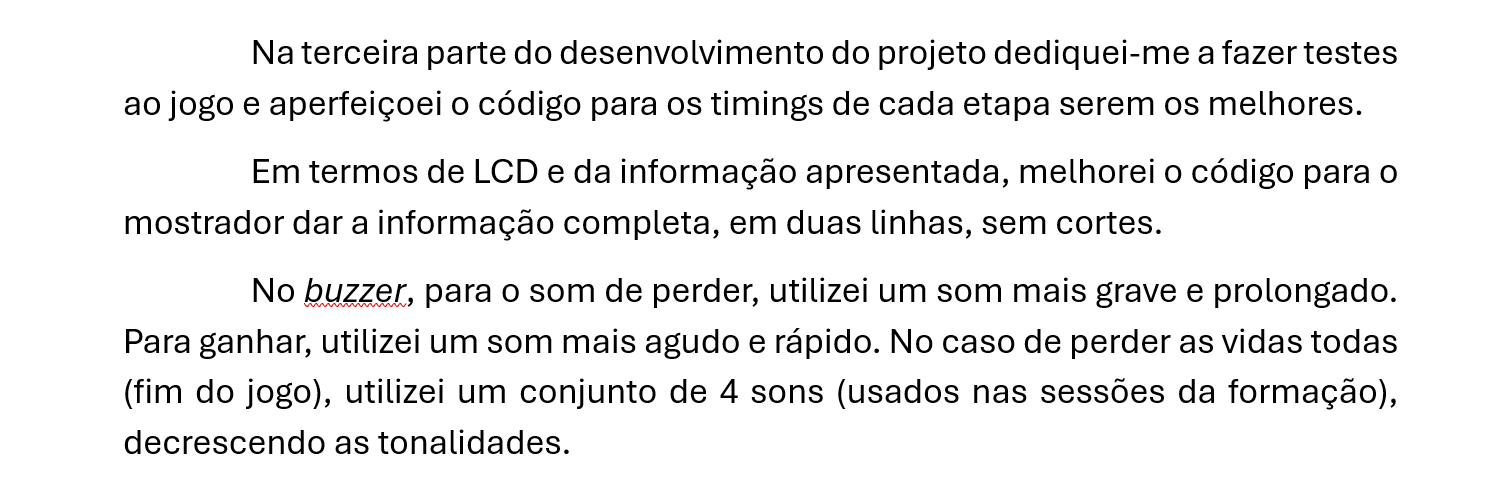 Na terceira parte do desenvolvimento do projeto dediquei-me a fazer testes
ao jogo e aperfeiçoei o código para os timings de cada etapa serem os melhores.
Em termos de LCD e da informação apresentada, melhorei o código para o
mostrador dar a informação completa, em duas linhas, sem cortes.
No buzzer, para o som de perder, utilizei um som mais grave e prolongado.
Para ganhar, utilizei um som mais agudo e rápido. No caso de perder as vidas todas
(fim do jogo), utilizei um conjunto de 4 sons (usados nas sessões da formação),
decrescendo as tonalidades.